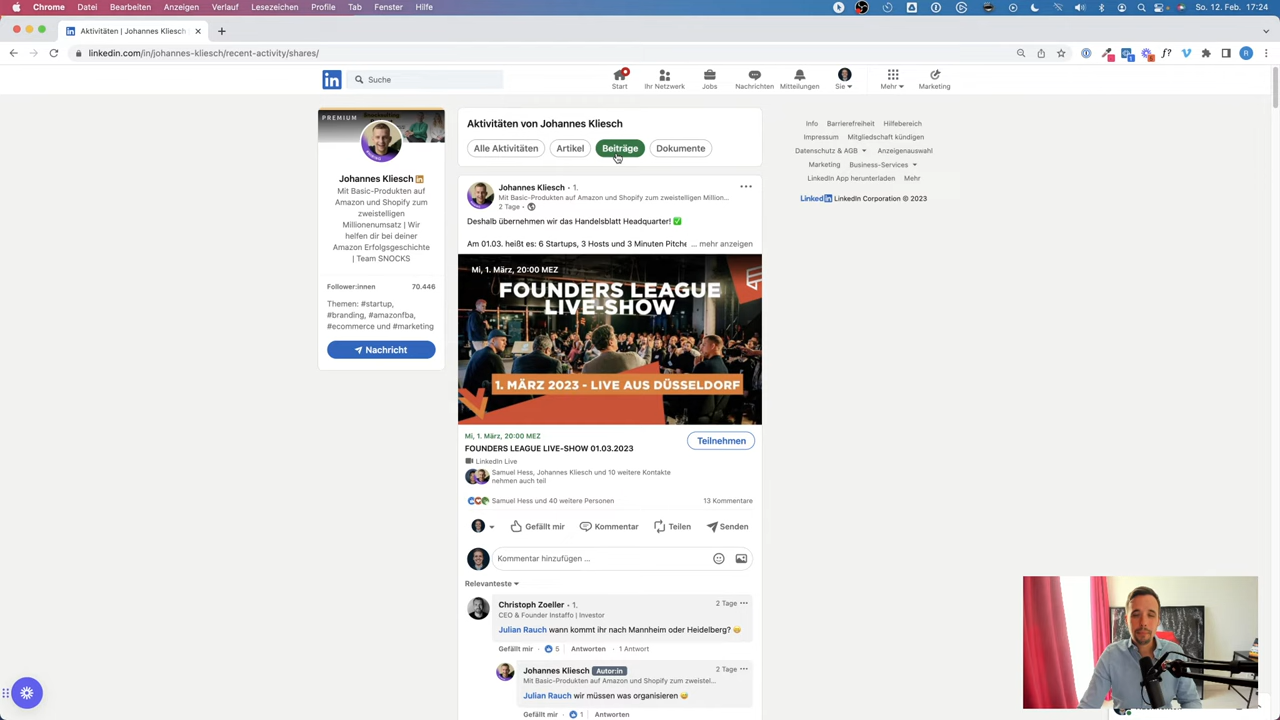 Chrome Datei Bearbeiten Anzeigen Verlauf Lesezeichen Profile Tab Fenster Hilfe
Aktivitäten | Johannes Kliesch
linkedin.com/in/johannes-kliesch/recent-activity/shares/
Suche
Start
Ihr Netzwerk
Jobs
Nachrichten
Mitteilungen
Sie
Mehr
Marketing
PREMIUM
Johannes Kliesch
Mit Basic-Produkten auf
Amazon und Shopify zum
zweistelligen
Millionenumsatz | Wir
helfen dir bei deiner
Amazon Erfolgsgeschichte
| Team SNOCKS
Follower:innen 70.446
Themen: #startup,
#branding, #amazonfba,
#ecommerce und #marketing
Nachricht
Aktivitäten von Johannes Kliesch
Alle Aktivitäten
Artikel
Beiträge
Dokumente
Johannes Kliesch • 1.
Mit Basic-Produkten auf Amazon und Shopify zum zweistelligen Million...
2 Tage •
Deshalb übernehmen wir das Handelsblatt Headquarter! ✅
Am 01.03. heißt es: 6 Startups, 3 Hosts und 3 Minuten Pitche ... mehr anzeigen
Mi, 1. März, 20:00 MEZ
FOUNDERS LEAGUE
LIVE-SHOW
1. MÄRZ 2023 - LIVE AUS DÜSSELDORF
Mi, 1. März, 20:00 MEZ
FOUNDERS LEAGUE LIVE-SHOW 01.03.2023
Teilnehmen
LinkedIn Live
Samuel Hess, Johannes Kliesch und 10 weitere Kontakte
nehmen auch teil
Samuel Hess und 40 weitere Personen 13 Kommentare
Gefällt mir Kommentar Teilen Senden
Kommentar hinzufügen ...
Relevanteste
Christoph Zoeller • 1. 2 Tage
CEO & Founder Instaffo | Investor
Julian Rauch wann kommt ihr nach Mannheim oder Heidelberg? 😄
Gefällt mir 5 | Antworten • 1 Antwort
Johannes Kliesch Autor:in 2 Tage
Mit Basic-Produkten auf Amazon und Shopify zum zweistel...
Julian Rauch wir müssen was organisieren 😅
Gefällt mir 1 | Antworten
Info Barrierefreiheit Hilfebereich
Impressum Mitgliedschaft kündigen
Datenschutz & AGB Anzeigenauswahl
Marketing Business-Services
LinkedIn App herunterladen Mehr
LinkedIn LinkedIn Corporation © 2023